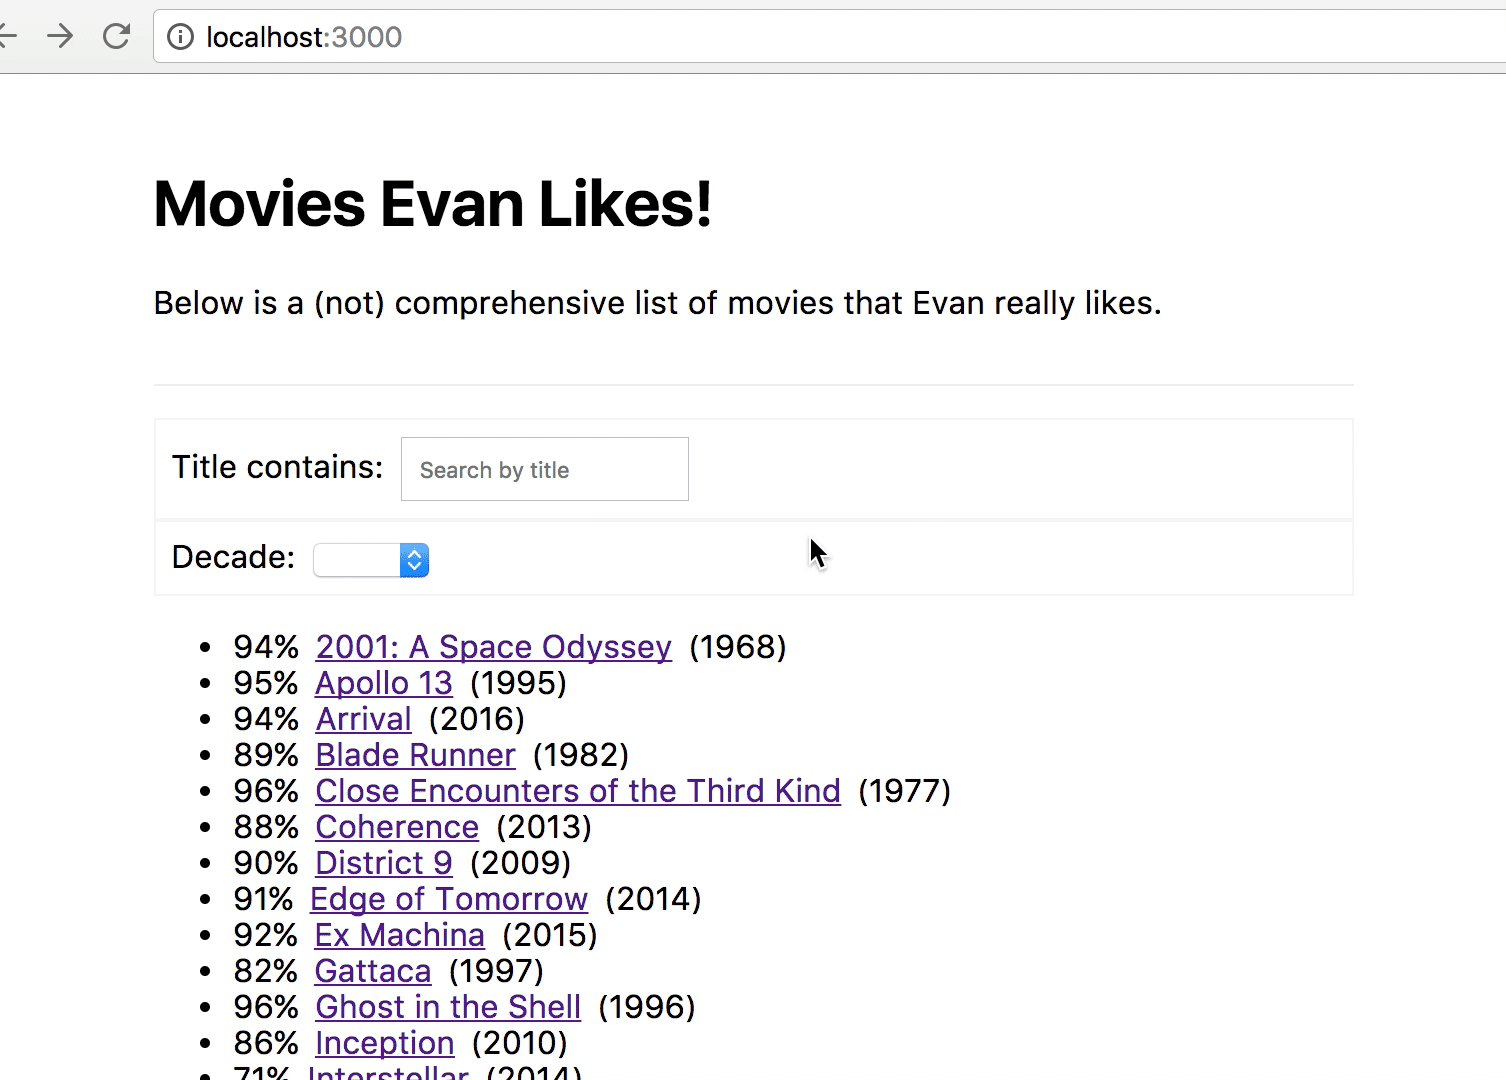 localhost:3000
Movies Evan Likes!
Below is a (not) comprehensive list of movies that Evan really likes.
Title contains: Search by title
Decade:
• 94% 2001: A Space Odyssey (1968)
• 95% Apollo 13 (1995)
• 94% Arrival (2016)
• 89% Blade Runner (1982)
• 96% Close Encounters of the Third Kind (1977)
• 88% Coherence (2013)
• 90% District 9 (2009)
• 91% Edge of Tomorrow (2014)
• 92% Ex Machina (2015)
• 82% Gattaca (1997)
• 96% Ghost in the Shell (1996)
• 86% Inception (2010)
• 71% Interstellar (2014)